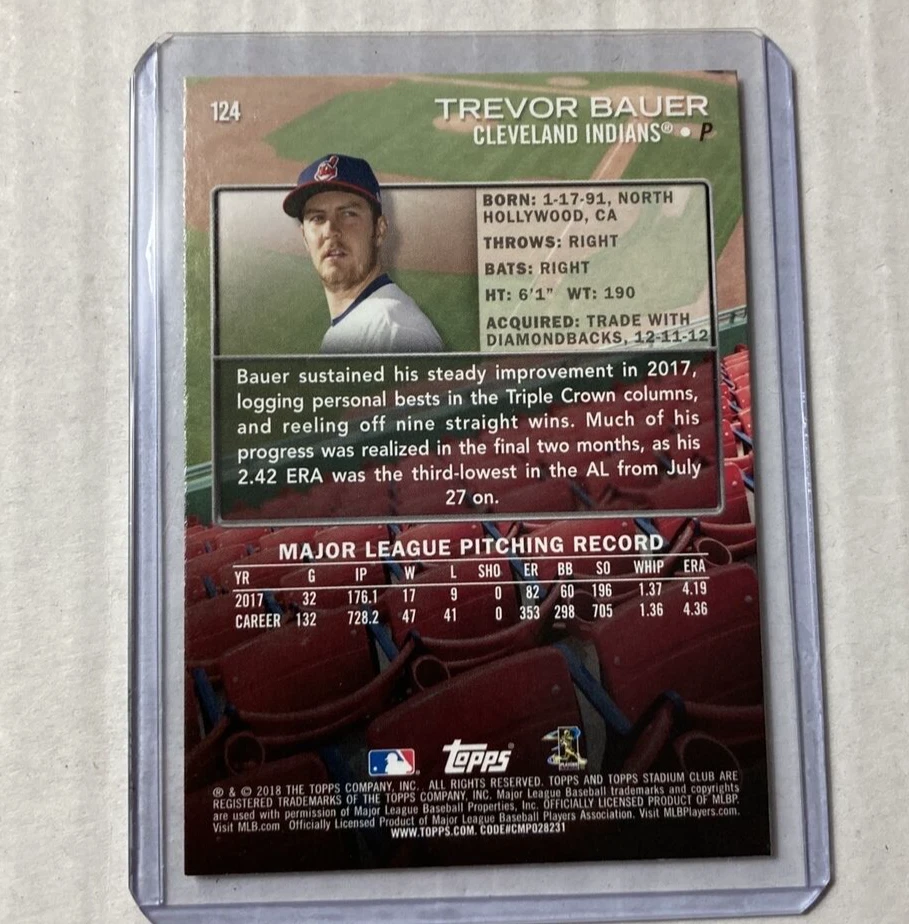 124
TREVOR BAUER
CLEVELAND INDIANS® • P
BORN: 1-17-91, NORTH
HOLLYWOOD, CA
THROWS: RIGHT
BATS: RIGHT
HT: 6'1" WT: 190
ACQUIRED: TRADE WITH
DIAMONDBACKS, 12-11-12
Bauer sustained his steady improvement in 2017,
logging personal bests in the Triple Crown columns,
and reeling off nine straight wins. Much of his
progress was realized in the final two months, as his
2.42 ERA was the third-lowest in the AL from July
27 on.
MAJOR LEAGUE PITCHING RECORD
YR G IP W L SHO ER BB SO WHIP ERA
2017 32 176.1 17 9 0 82 60 196 1.37 4.19
CAREER 132 728.2 47 41 0 353 298 705 1.36 4.36
Topps
® & © 2018 THE TOPPS COMPANY, INC. ALL RIGHTS RESERVED. TOPPS AND TOPPS STADIUM CLUB ARE
REGISTERED TRADEMARKS OF THE TOPPS COMPANY, INC. Major League Baseball trademarks and copyrights
are used with permission of Major League Baseball Properties, Inc. OFFICIALLY LICENSED PRODUCT OF MLBP.
Visit MLB.com Officially Licensed Product of Major League Baseball Players Association. Visit MLBPlayers.com.
WWW.TOPPS.COM. CODE#CMP028231